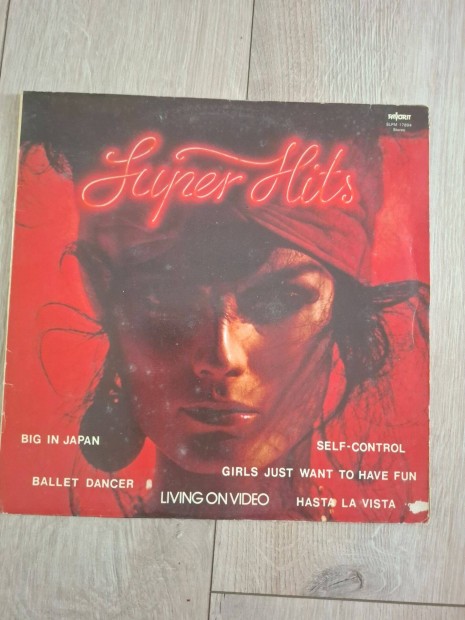 Stereo
Super Hits
BIG IN JAPAN
SELF-CONTROL
GIRLS JUST WANT TO HAVE FUN
BALLET DANCER
LIVING ON VIDEO
HASTA LA VISTA